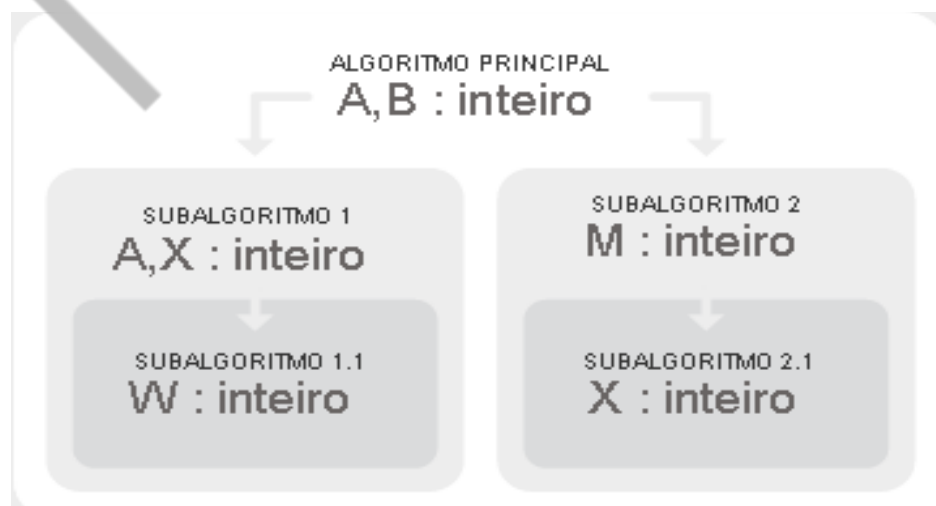 ALGORITMO PRINCIPAL
A,B : inteiro
SUBALGORITMO 1
A,X : inteiro
SUBALGORITMO 1.1
W : inteiro
SUBALGORITMO 2
M : inteiro
SUBALGORITMO 2.1
X : inteiro